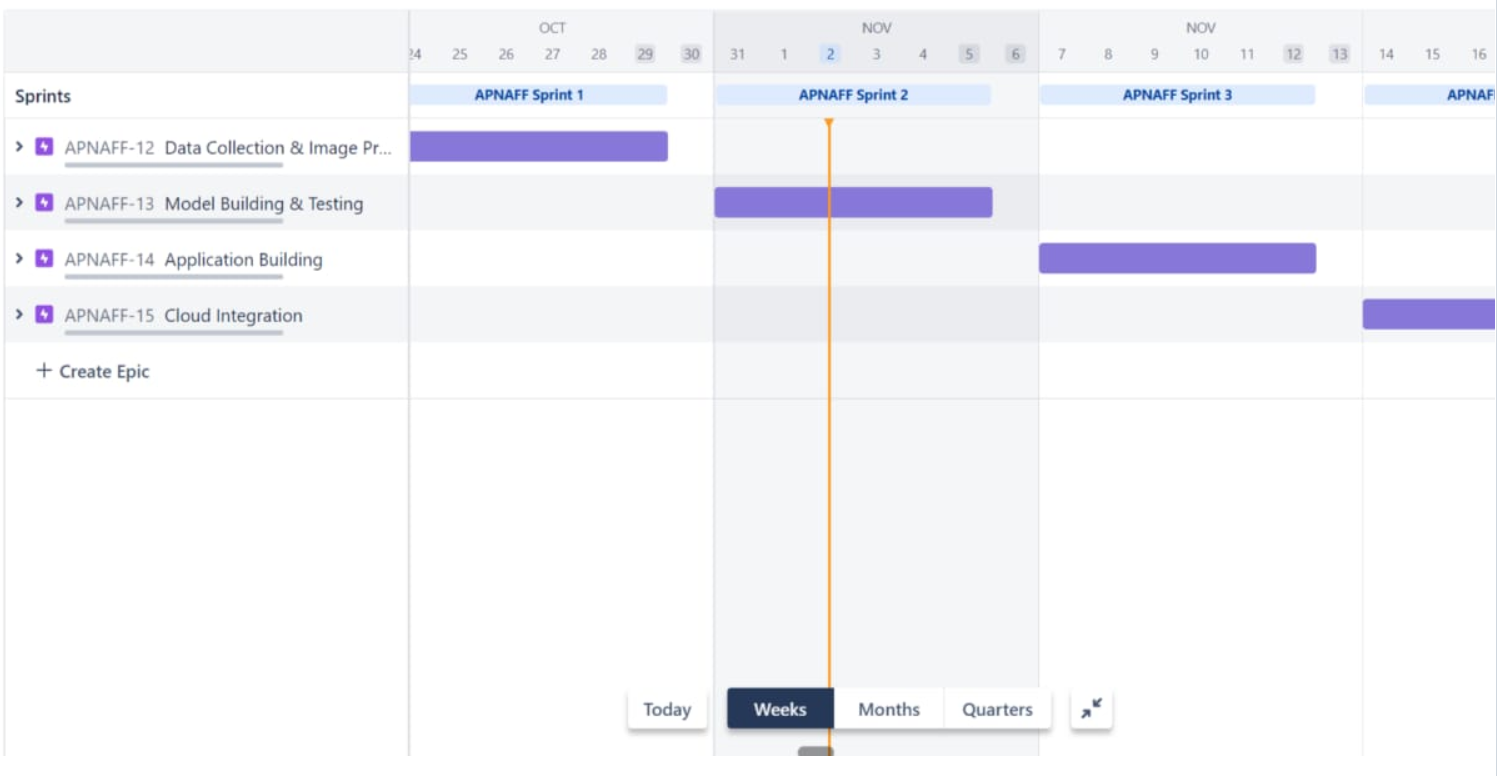 OCT NOV NOV
24 25 26 27 28 29 30 31 1 2 3 4 5 6 7 8 9 10 11 12 13 14 15 16
Sprints APNAFF Sprint 1 APNAFF Sprint 2 APNAFF Sprint 3 APNAF
APNAFF-12 Data Collection & Image Pr...
APNAFF-13 Model Building & Testing
APNAFF-14 Application Building
APNAFF-15 Cloud Integration
+ Create Epic
Today Weeks Months Quarters